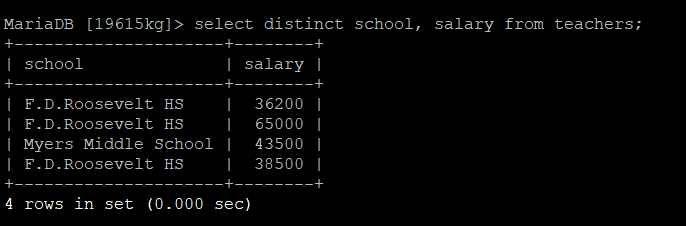 MariaDB [19615kg]> select distinct school, salary from teachers;
+---------------------+--------+
| school              | salary |
+---------------------+--------+
| F.D.Roosevelt HS    |  36200 |
| F.D.Roosevelt HS    |  65000 |
| Myers Middle School |  43500 |
| F.D.Roosevelt HS    |  38500 |
+---------------------+--------+
4 rows in set (0.000 sec)